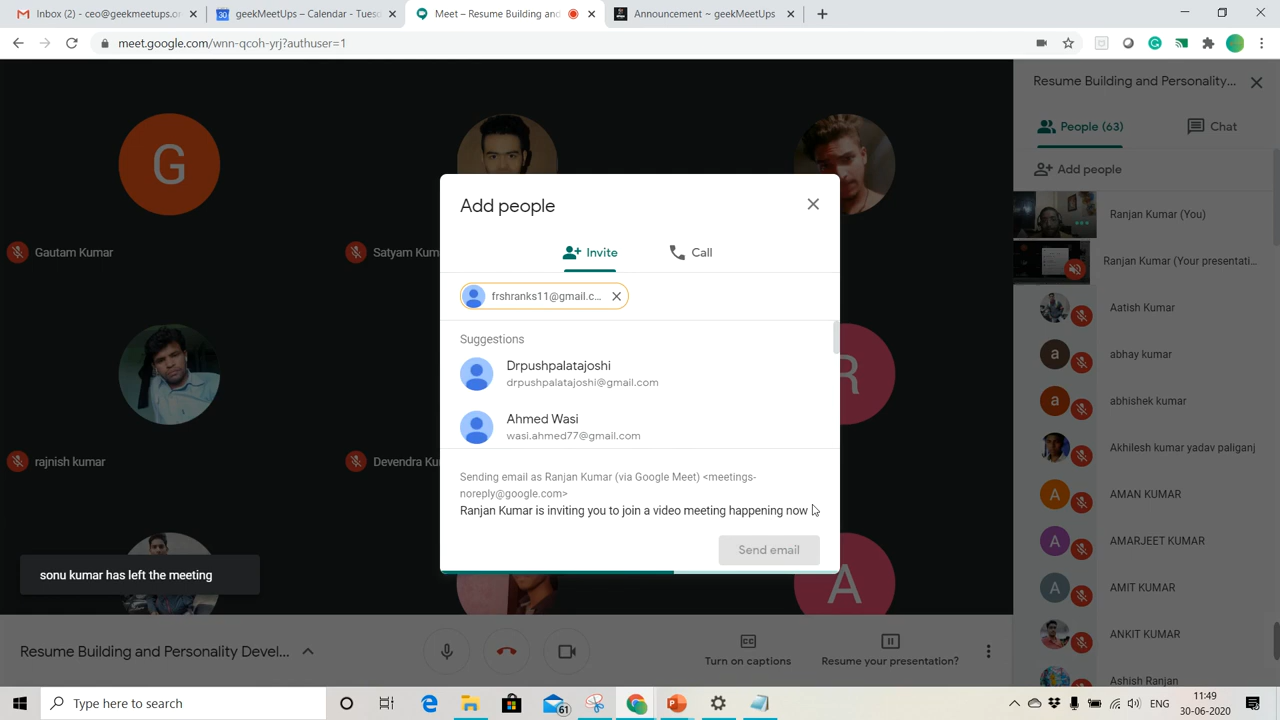 Inbox (2) - ceo@geekmeetups.or
geekMeetUps - Calendar - Tuesd
Meet – Resume Building and
Announcement ~ geekMeetUps
meet.google.com/wnn-qcoh-yrj?authuser=1
Resume Building and Personality...
People (63)
Chat
Add people
G
Gautam Kumar
Satyam Kum
rajnish kumar
Devendra Ku
R
A
Add people
Invite
Call
frshranks11@gmail.c...
Suggestions
Drpushpalatajoshi
drpushpalatajoshi@gmail.com
Ahmed Wasi
wasi.ahmed77@gmail.com
Sending email as Ranjan Kumar (via Google Meet) <meetings-
noreply@google.com>
Ranjan Kumar is inviting you to join a video meeting happening now
Send email
sonu kumar has left the meeting
Ranjan Kumar (You)
Ranjan Kumar (Your presentati...
Aatish Kumar
a
abhay kumar
a
abhishek kumar
Akhilesh kumar yadav paliganj
A
AMAN KUMAR
A
AMARJEET KUMAR
A
AMIT KUMAR
ANKIT KUMAR
Ashish Ranjan
Resume Building and Personality Devel...
Turn on captions
Resume your presentation?
Type here to search
61
ENG
11:49
30-06-2020